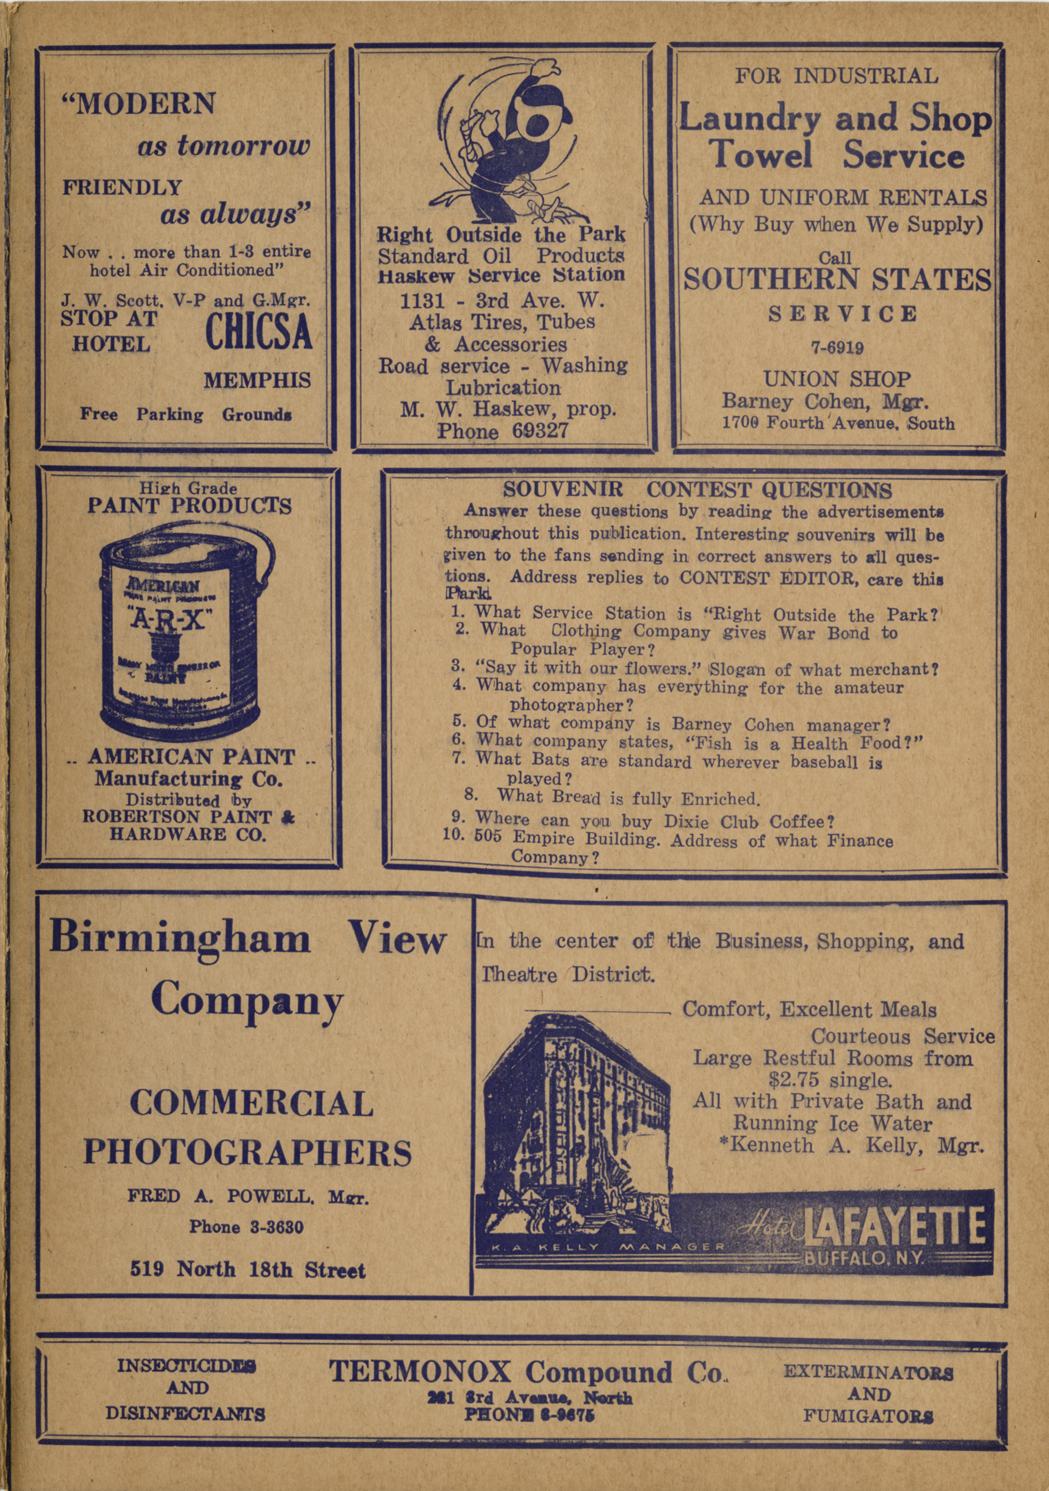 "MODERN
as tomorrow
FRIENDLY
as always"
Now . . more than 1-3 entire
hotel Air Conditioned"
J. W. Scott, V-P and G.Mgr.
STOP AT
HOTEL CHICSA
MEMPHIS
Free Parking Grounds
Right Outside the Park
Standard Oil Products
Haskew Service Station
1131 - 3rd Ave. W.
Atlas Tires, Tubes
& Accessories
Road service - Washing
Lubrication
M. W. Haskew, prop.
Phone 69327
FOR INDUSTRIAL
Laundry and Shop
Towel Service
AND UNIFORM RENTALS
(Why Buy when We Supply)
Call
SOUTHERN STATES
SERVICE
7-6919
UNION SHOP
Barney Cohen, Mgr.
1700 Fourth Avenue, South
High Grade
PAINT PRODUCTS
AMERICAN
"A-R-X"
PAINT
.. AMERICAN PAINT ..
Manufacturing Co.
Distributed by
ROBERTSON PAINT &
HARDWARE CO.
SOUVENIR CONTEST QUESTIONS
Answer these questions by reading the advertisements
throughout this publication. Interesting souvenirs will be
given to the fans sending in correct answers to all ques-
tions. Address replies to CONTEST EDITOR, care this
Park.
1. What Service Station is "Right Outside the Park?
2. What Clothing Company gives War Bond to
Popular Player?
3. "Say it with our flowers." Slogan of what merchant?
4. What company has everything for the amateur
photographer?
5. Of what company is Barney Cohen manager?
6. What company states, "Fish is a Health Food?"
7. What Bats are standard wherever baseball is
played?
8. What Bread is fully Enriched.
9. Where can you buy Dixie Club Coffee?
10. 505 Empire Building. Address of what Finance
Company?
Birmingham View
Company
COMMERCIAL
PHOTOGRAPHERS
FRED A. POWELL, Mgr.
Phone 3-3630
519 North 18th Street
In the center of the Business, Shopping, and
Theatre District.
Comfort, Excellent Meals
Courteous Service
Large Restful Rooms from
$2.75 single.
All with Private Bath and
Running Ice Water
*Kenneth A. Kelly, Mgr.
Hotel LAFAYETTE
K. A. KELLY MANAGER
BUFFALO, N.Y.
INSECTICIDES
AND
DISINFECTANTS
TERMONOX Compound Co.
3rd Avenue, North
PHONE
EXTERMINATORS
AND
FUMIGATORS